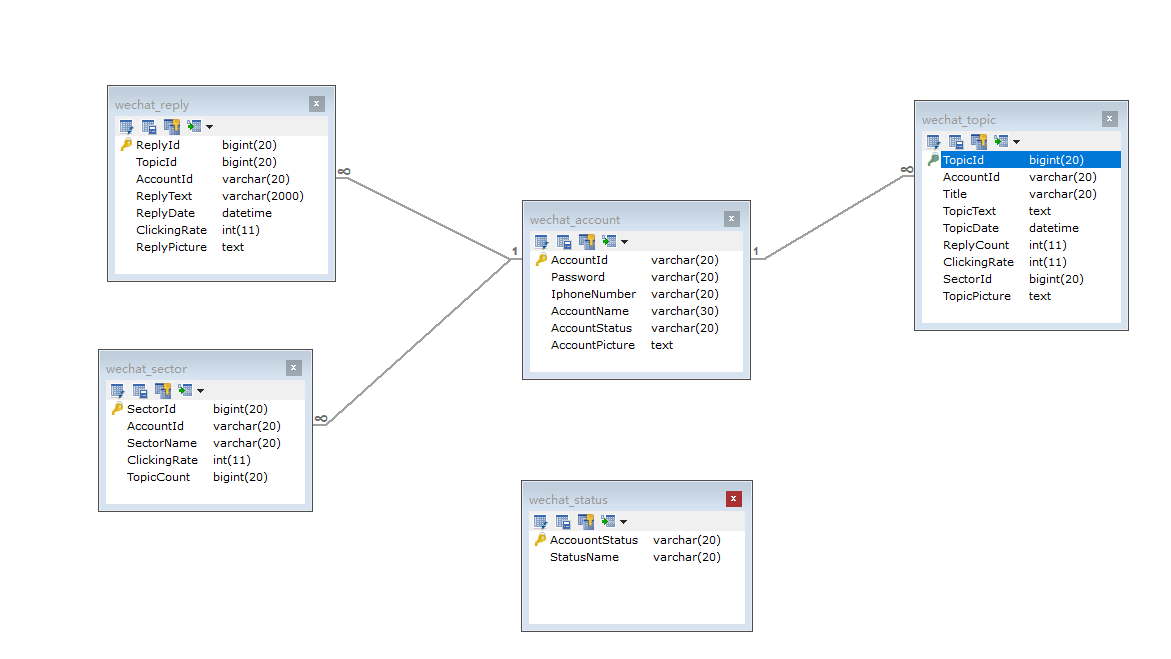 wechat_reply
ReplyId bigint(20)
TopicId bigint(20)
AccountId varchar(20)
ReplyText varchar(2000)
ReplyDate datetime
ClickingRate int(11)
ReplyPicture text
∞
wechat_topic
TopicId bigint(20)
AccountId varchar(20)
Title varchar(20)
TopicText text
TopicDate datetime
ReplyCount int(11)
ClickingRate int(11)
SectorId bigint(20)
TopicPicture text
∞
wechat_account
AccountId varchar(20)
Password varchar(20)
IphoneNumber varchar(20)
AccountName varchar(30)
AccountStatus varchar(20)
AccountPicture text
1
1
wechat_sector
SectorId bigint(20)
AccountId varchar(20)
SectorName varchar(20)
ClickingRate int(11)
TopicCount bigint(20)
∞
wechat_status
AccouontStatus varchar(20)
StatusName varchar(20)